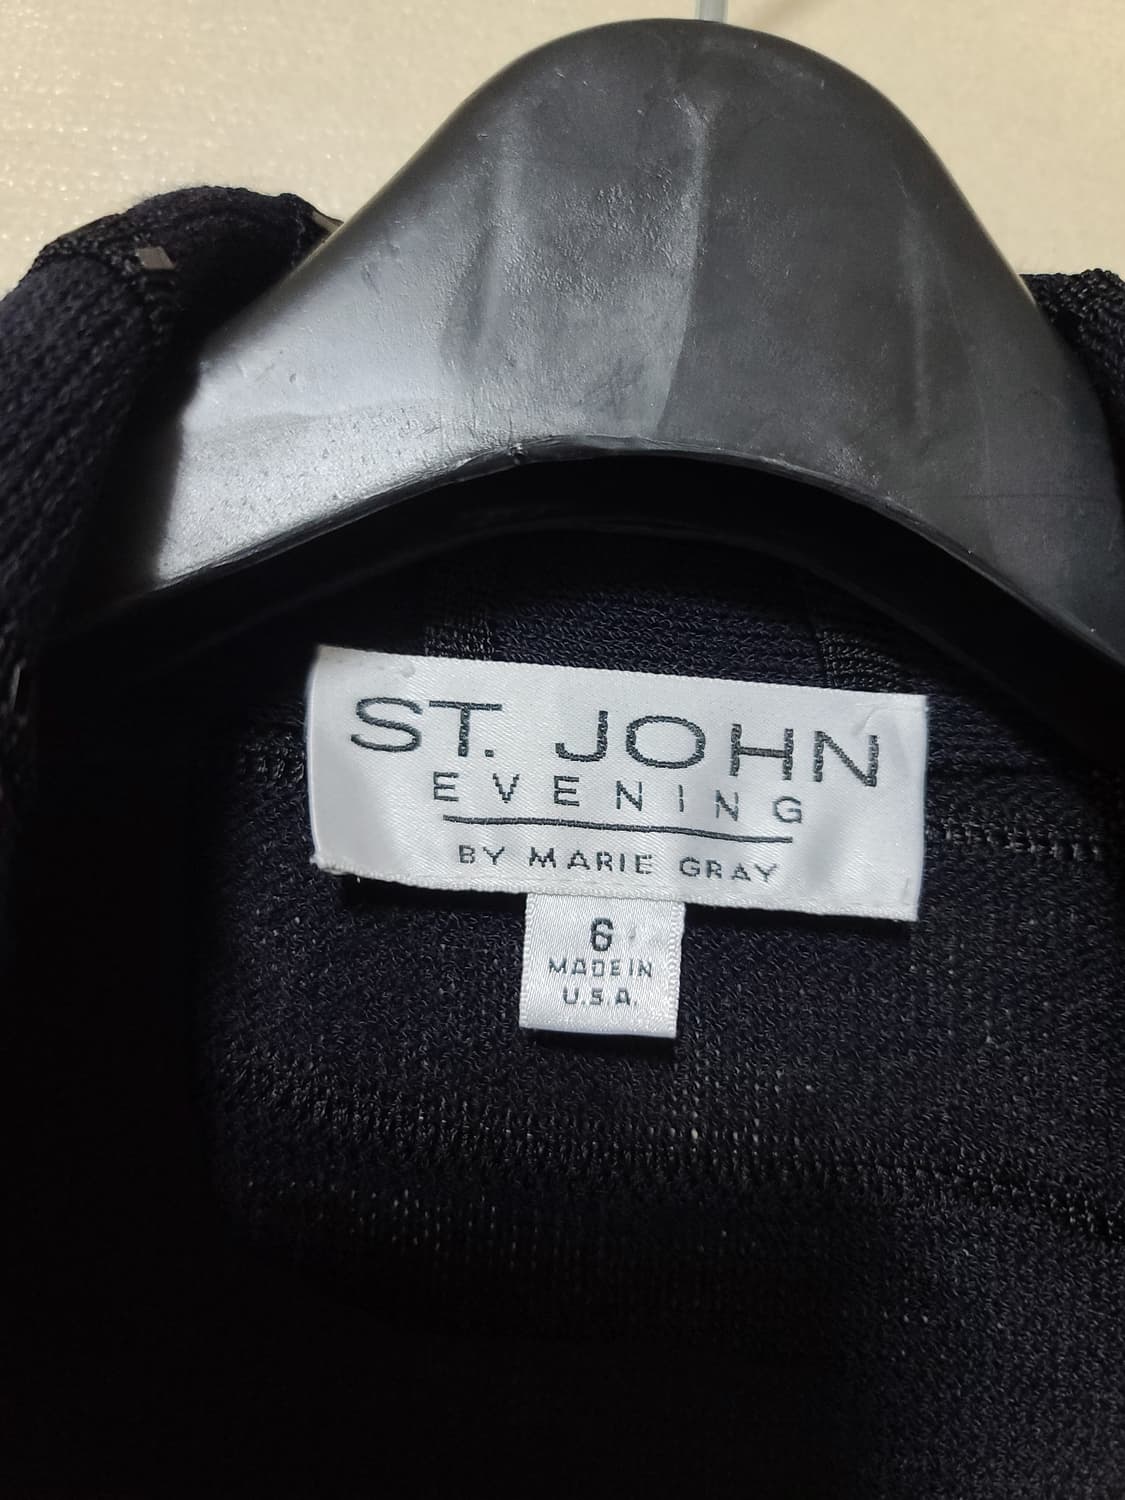 ST. JOHN
EVENING
BY MARIE GRAY
6
MADE IN
U.S.A.